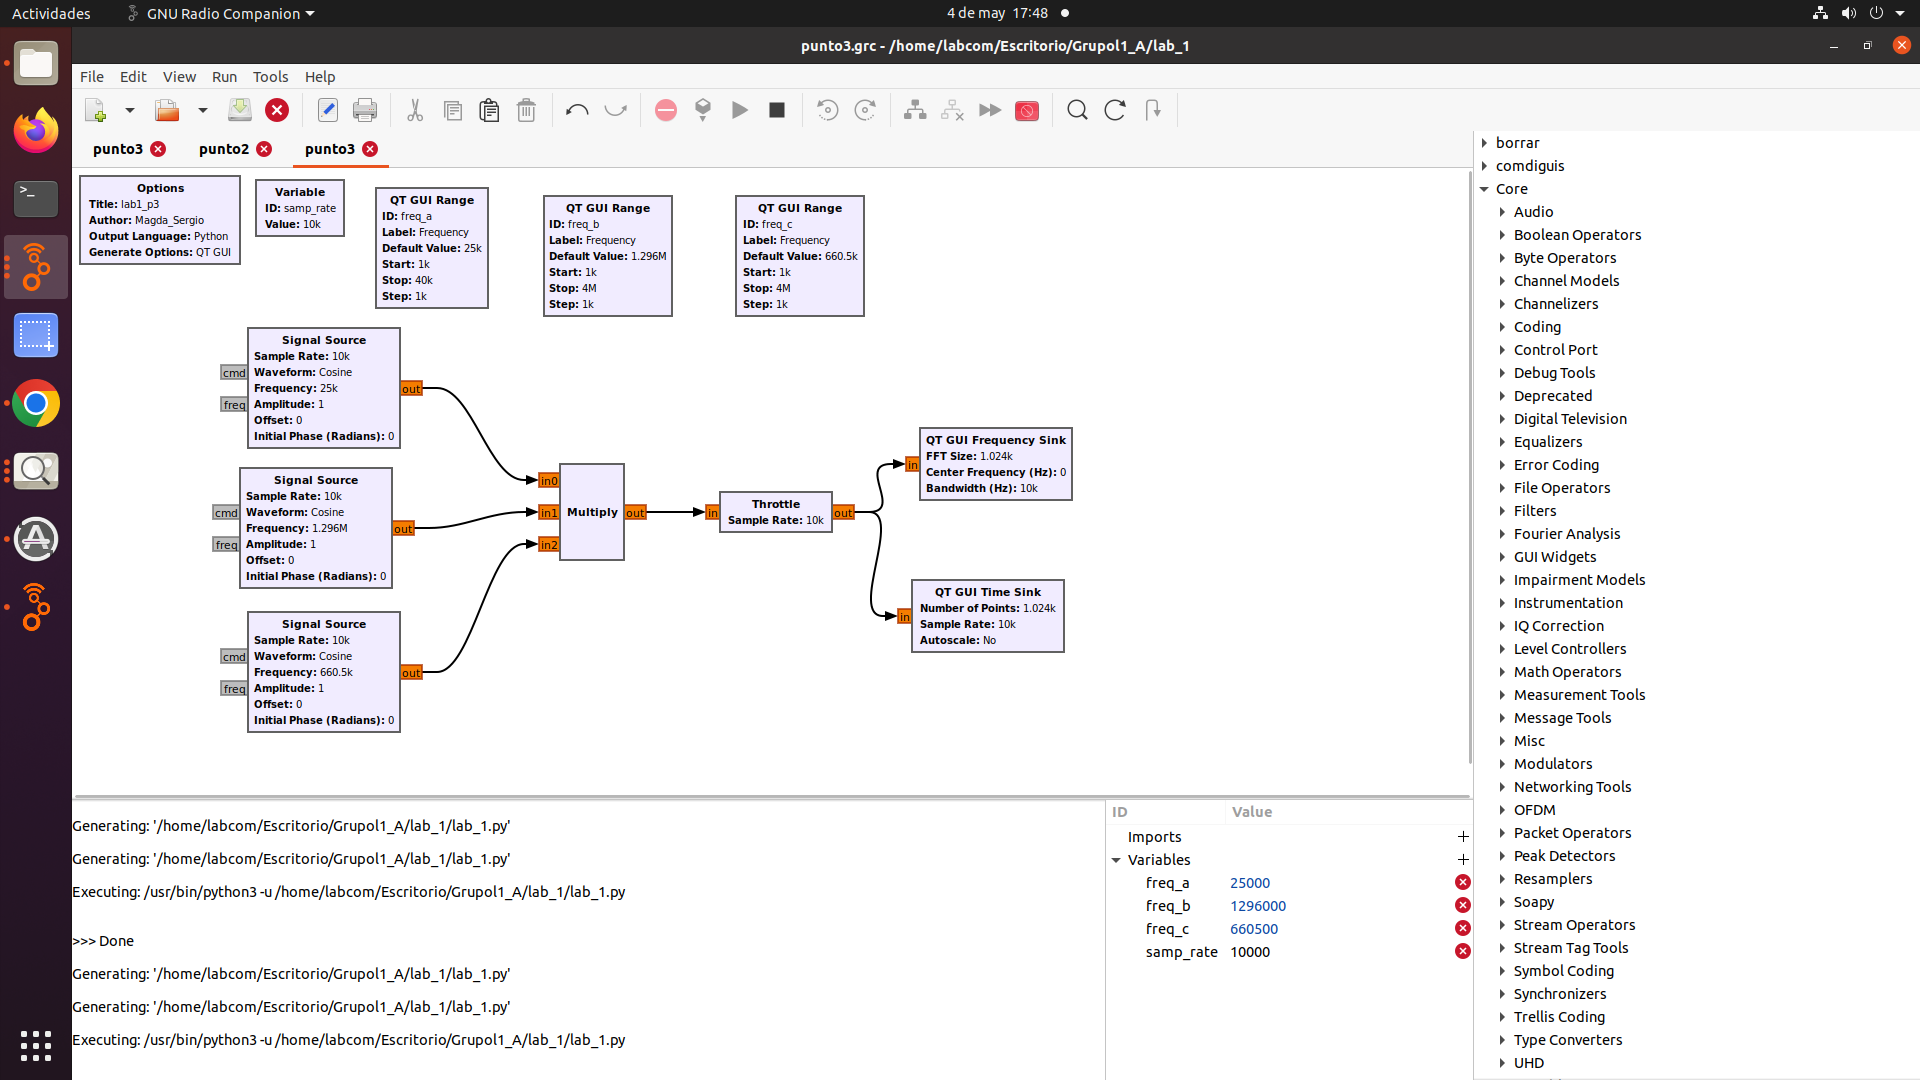 Actividades
GNU Radio Companion
4 de may 17:48
punto3.grc - /home/labcom/Escritorio/Grupol1_A/lab_1
File Edit View Run Tools Help
punto3
punto2
punto3
Options
Title: lab1_p3
Author: Magda_Sergio
Output Language: Python
Generate Options: QT GUI
Variable
ID: samp_rate
Value: 10k
QT GUI Range
ID: freq_a
Label: Frequency
Default Value: 25k
Start: 1k
Stop: 40k
Step: 1k
QT GUI Range
ID: freq_b
Label: Frequency
Default Value: 1.296M
Start: 1k
Stop: 4M
Step: 1k
QT GUI Range
ID: freq_c
Label: Frequency
Default Value: 660.5k
Start: 1k
Stop: 4M
Step: 1k
Signal Source
Sample Rate: 10k
Waveform: Cosine
Frequency: 25k
Amplitude: 1
Offset: 0
Initial Phase (Radians): 0
cmd
freq
out
Signal Source
Sample Rate: 10k
Waveform: Cosine
Frequency: 1.296M
Amplitude: 1
Offset: 0
Initial Phase (Radians): 0
cmd
freq
out
Signal Source
Sample Rate: 10k
Waveform: Cosine
Frequency: 660.5k
Amplitude: 1
Offset: 0
Initial Phase (Radians): 0
cmd
freq
out
in0
in1
in2
Multiply
out
in
Throttle
Sample Rate: 10k
out
in
QT GUI Frequency Sink
FFT Size: 1.024k
Center Frequency (Hz): 0
Bandwidth (Hz): 10k
in
QT GUI Time Sink
Number of Points: 1.024k
Sample Rate: 10k
Autoscale: No
Generating: '/home/labcom/Escritorio/Grupol1_A/lab_1/lab_1.py'
Generating: '/home/labcom/Escritorio/Grupol1_A/lab_1/lab_1.py'
Executing: /usr/bin/python3 -u /home/labcom/Escritorio/Grupol1_A/lab_1/lab_1.py
>>> Done
Generating: '/home/labcom/Escritorio/Grupol1_A/lab_1/lab_1.py'
Generating: '/home/labcom/Escritorio/Grupol1_A/lab_1/lab_1.py'
Executing: /usr/bin/python3 -u /home/labcom/Escritorio/Grupol1_A/lab_1/lab_1.py
ID Value
Imports
Variables
freq_a 25000
freq_b 1296000
freq_c 660500
samp_rate 10000
borrar
comdiguis
Core
Audio
Boolean Operators
Byte Operators
Channel Models
Channelizers
Coding
Control Port
Debug Tools
Deprecated
Digital Television
Equalizers
Error Coding
File Operators
Filters
Fourier Analysis
GUI Widgets
Impairment Models
Instrumentation
IQ Correction
Level Controllers
Math Operators
Measurement Tools
Message Tools
Misc
Modulators
Networking Tools
OFDM
Packet Operators
Peak Detectors
Resamplers
Soapy
Stream Operators
Stream Tag Tools
Symbol Coding
Synchronizers
Trellis Coding
Type Converters
UHD